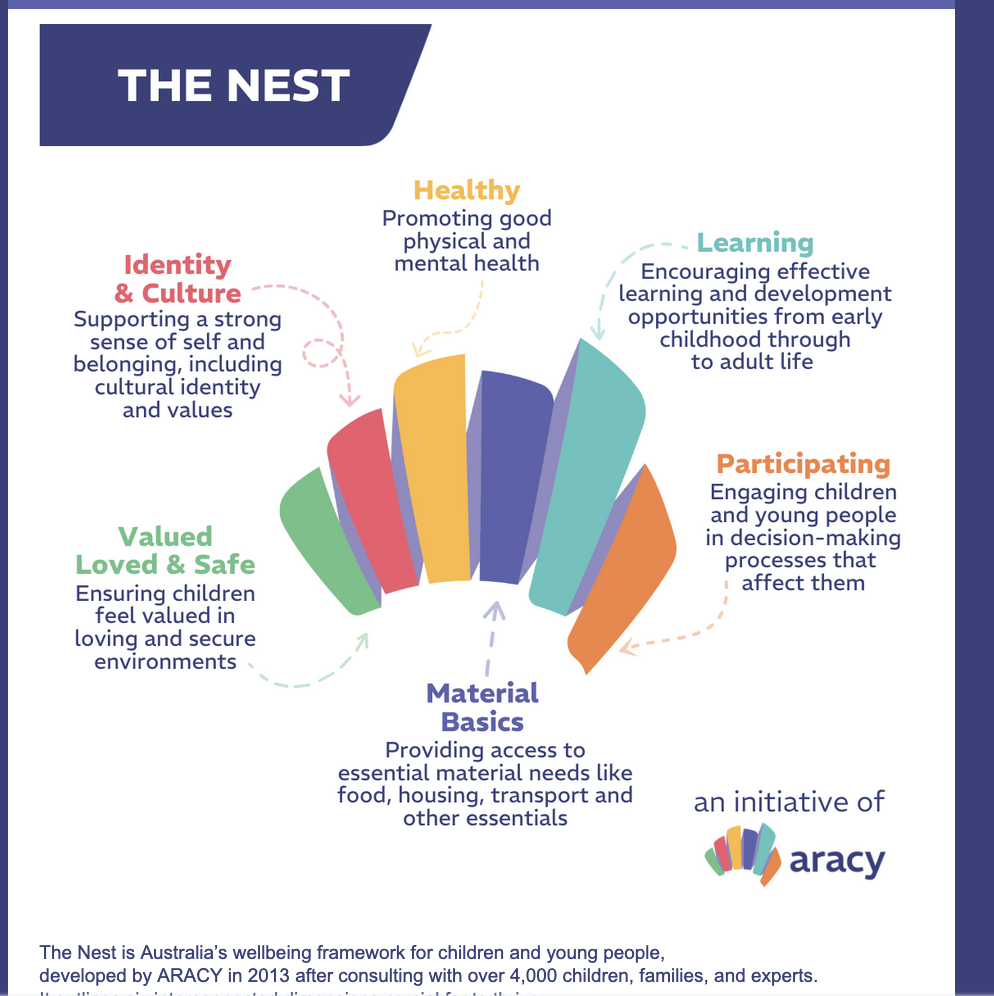 THE NEST
Healthy
Promoting good
physical and
mental health
Learning
Encouraging effective
learning and development
opportunities from early
childhood through
to adult life
Identity
& Culture
Supporting a strong
sense of self and
belonging, including
cultural identity
and values
Participating
Engaging children
and young people
in decision-making
processes that
affect them
Valued
Loved & Safe
Ensuring children
feel valued in
loving and secure
environments
Material
Basics
Providing access to
essential material needs like
food, housing, transport and
other essentials
an initiative of
aracy
The Nest is Australia’s wellbeing framework for children and young people,
developed by ARACY in 2013 after consulting with over 4,000 children, families, and experts.